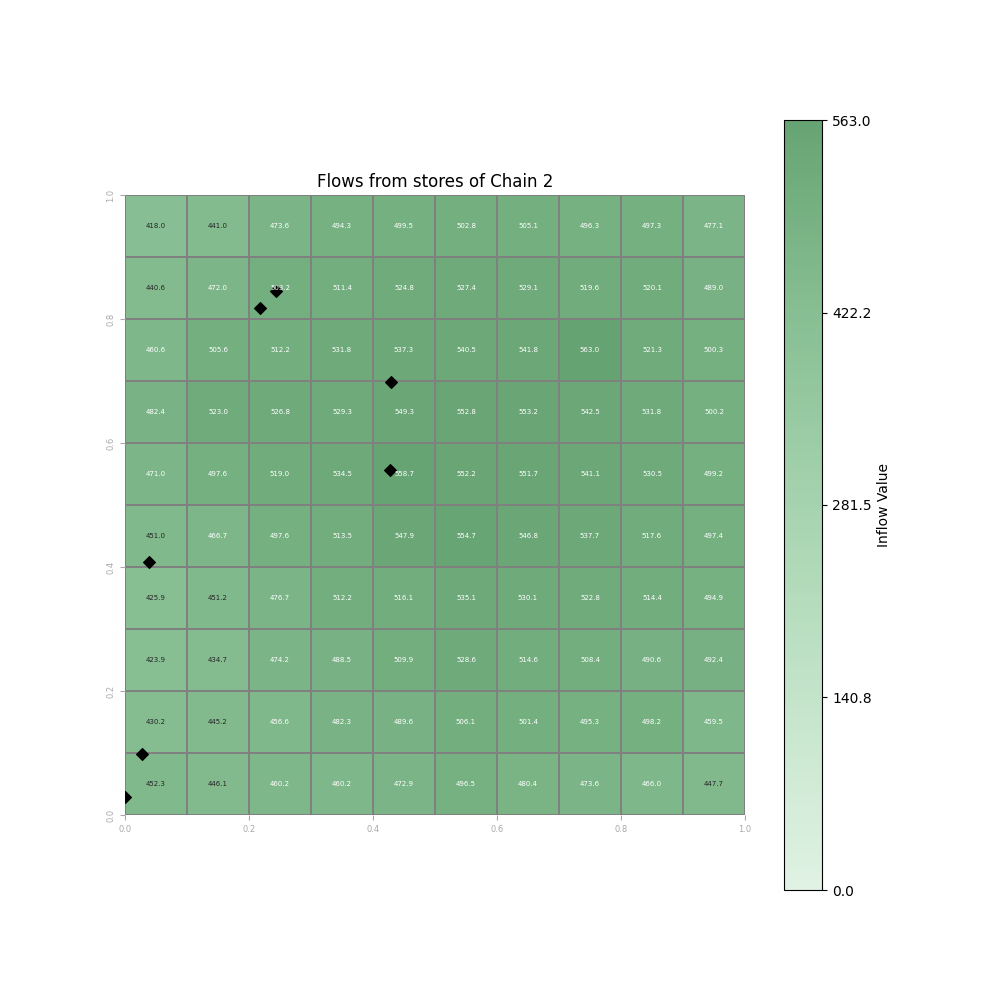 Flows from stores of Chain 2
1.0 418.0 441.0 473.6 494.3 499.5 502.8 505.1 496.3 497.3 477.1
440.6 472.0 511.4 524.8 527.4 529.1 519.6 520.1 489.0
0.8 460.6 505.6 512.2 531.8 537.3 540.5 541.8 563.0 521.3 500.3
482.4 523.0 526.8 529.3 549.3 552.8 553.2 542.5 531.8 500.2
0.6 471.0 497.6 519.0 534.5 558.7 552.2 551.7 541.1 530.5 499.2
451.0 466.7 497.6 513.5 547.9 554.7 546.8 537.7 517.6 497.4
0.4 425.9 451.2 476.7 512.2 516.1 535.1 530.1 522.8 514.4 494.9
423.9 434.7 474.2 488.5 509.9 528.6 514.6 508.4 490.6 492.4
0.2 430.2 445.2 456.6 482.3 489.6 506.1 501.4 495.3 498.2 459.5
452.3 446.1 460.2 460.2 472.9 496.5 480.4 473.6 466.0 447.7
0.0
0.0 0.2 0.4 0.6 0.8 1.0
563.0
422.2
281.5
140.8
0.0
Inflow Value